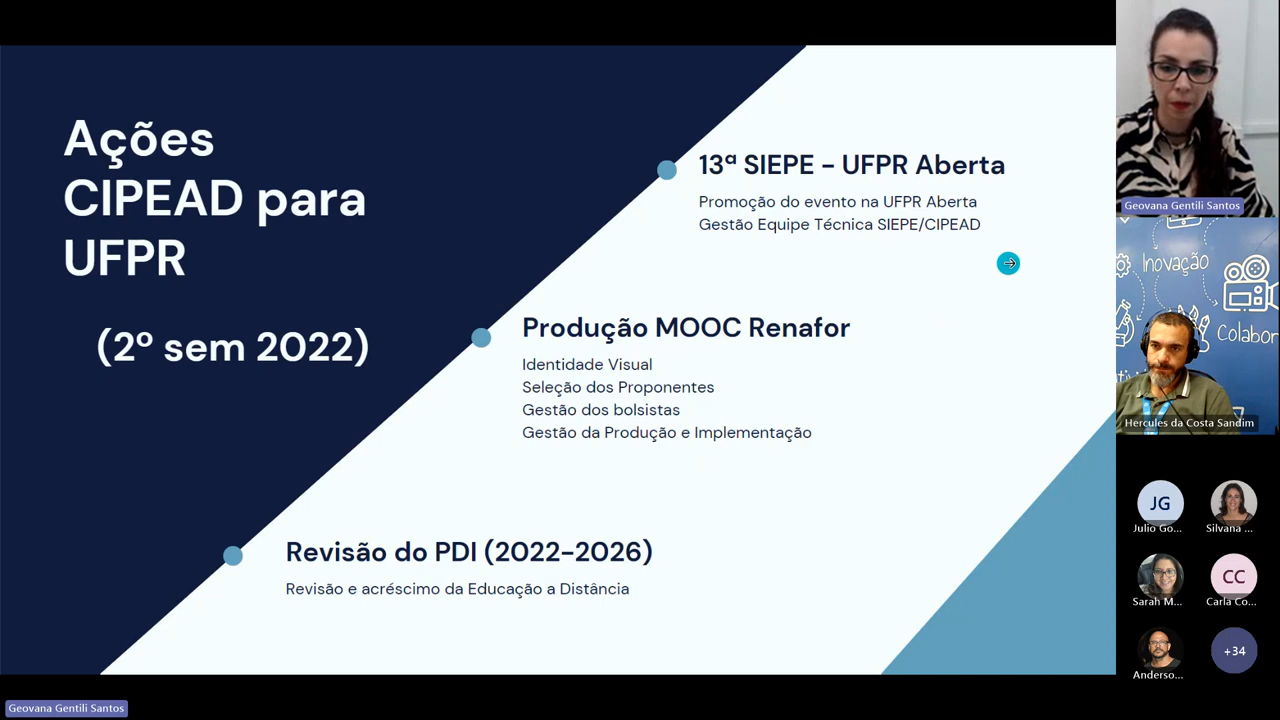 Ações
CIPEAD para
UFPR
(2º sem 2022)
13ª SIEPE - UFPR Aberta
Promoção do evento na UFPR Aberta
Gestão Equipe Técnica SIEPE/CIPEAD
Produção MOOC Renafor
Identidade Visual
Seleção dos Proponentes
Gestão dos bolsistas
Gestão da Produção e Implementação
Revisão do PDI (2022-2026)
Revisão e acréscimo da Educação a Distância
Geovana Gentili Santos
Inovação
Colabor
Hercules da Costa Sandim
JG
Julio Go...
Silvana ...
Sarah M...
CC
Carla Co...
Anderso...
+34
Geovana Gentili Santos